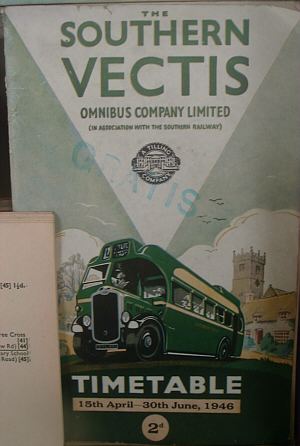 THE
SOUTHERN
VECTIS
OMNIBUS COMPANY LIMITED
(IN ASSOCIATION WITH THE SOUTHERN RAILWAY)
GRATIS
A TILLING
COMPANY
TIMETABLE
15th April—30th June, 1946
2d
[45] 1½d.
ree Cross
[41]
w Rd) [44]
ary School
Road) [45]